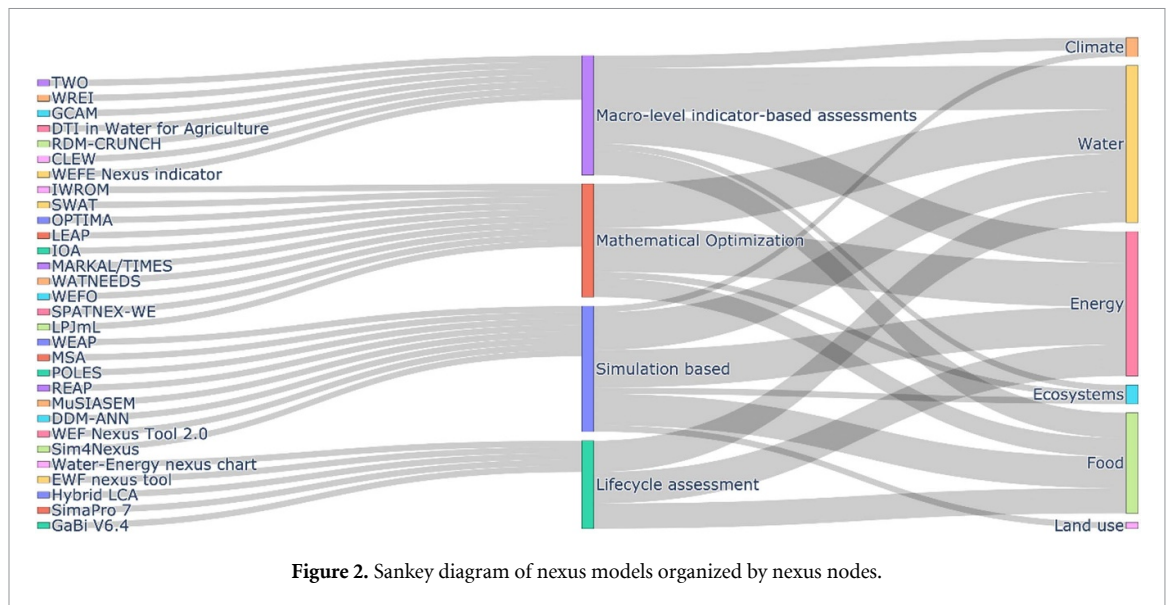 TWO
WREI
GCAM
DTI in Water for Agriculture
RDM-CRUNCH
CLEW
WEFE Nexus indicator
IWROM
SWAT
OPTIMA
LEAP
IOA
MARKAL/TIMES
WATNEEDS
WEFO
SPATNEX-WE
LPJmL
WEAP
MSA
POLES
REAP
MuSIASEM
DDM-ANN
WEF Nexus Tool 2.0
Sim4Nexus
Water-Energy nexus chart
EWF nexus tool
Hybrid LCA
SimaPro 7
GaBi V6.4
Macro-level indicator-based assessments
Mathematical Optimization
Simulation based
Lifecycle assessment
Climate
Water
Energy
Ecosystems
Food
Land use
Figure 2. Sankey diagram of nexus models organized by nexus nodes.